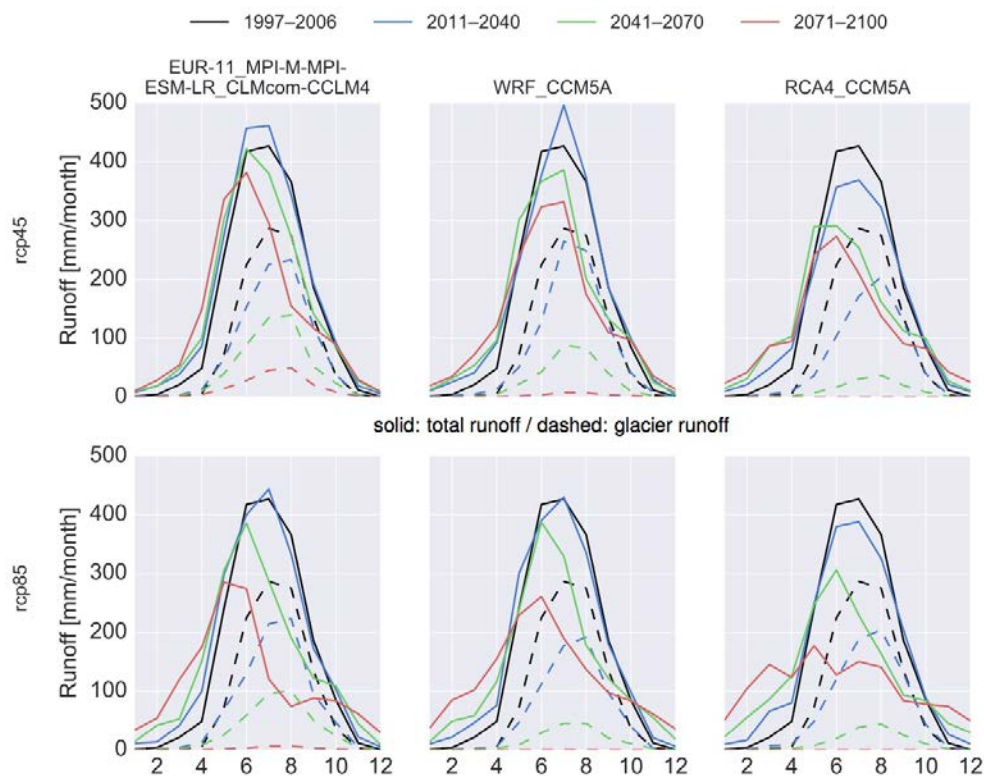 1997–2006 2011–2040 2041–2070 2071–2100
EUR-11_MPI-M-MPI-
ESM-LR_CLMcom-CCLM4 WRF_CCM5A RCA4_CCM5A
500
400
300
200
100
0
rcp45
Runoff [mm/month]
solid: total runoff / dashed: glacier runoff
500
400
300
200
100
0
rcp85
Runoff [mm/month]
2 4 6 8 10 12 2 4 6 8 10 12 2 4 6 8 10 12